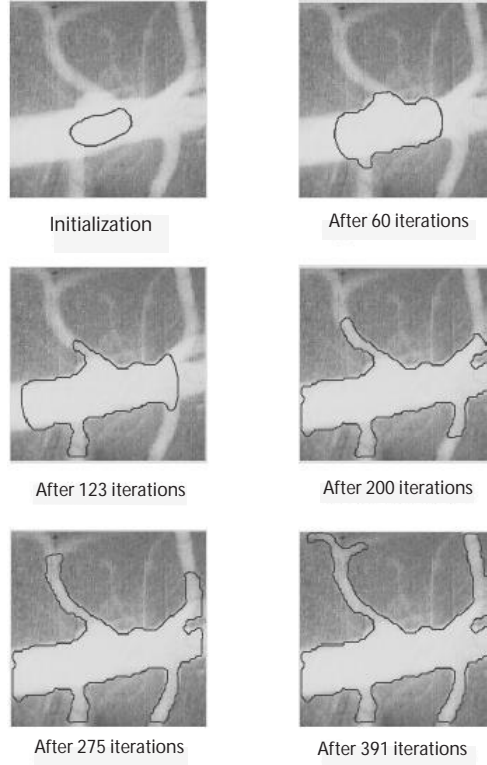 Initialization
After 60 iterations
After 123 iterations
After 200 iterations
After 275 iterations
After 391 iterations